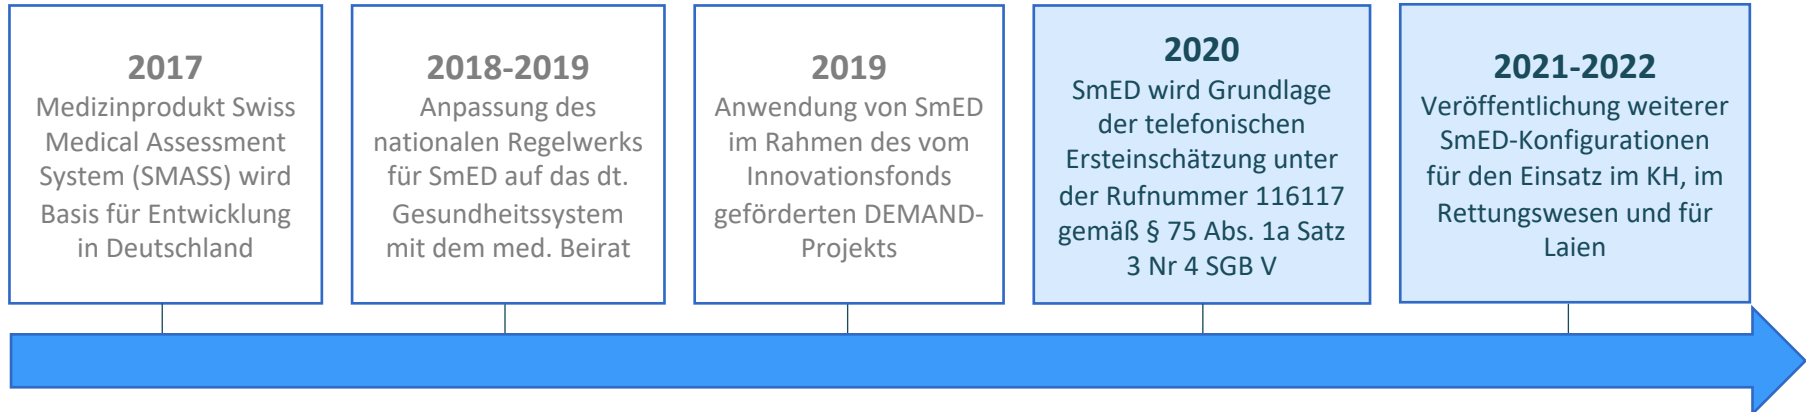 2017
Medizinprodukt Swiss
Medical Assessment
System (SMASS) wird
Basis für Entwicklung
in Deutschland
2018-2019
Anpassung des
nationalen Regelwerks
für SmED auf das dt.
Gesundheitssystem
mit dem med. Beirat
2019
Anwendung von SmED
im Rahmen des vom
Innovationsfonds
geförderten DEMAND-
Projekts
2020
SmED wird Grundlage
der telefonischen
Ersteinschätzung unter
der Rufnummer 116117
gemäß § 75 Abs. 1a Satz
3 Nr 4 SGB V
2021-2022
Veröffentlichung weiterer
SmED-Konfigurationen
für den Einsatz im KH, im
Rettungswesen und für
Laien